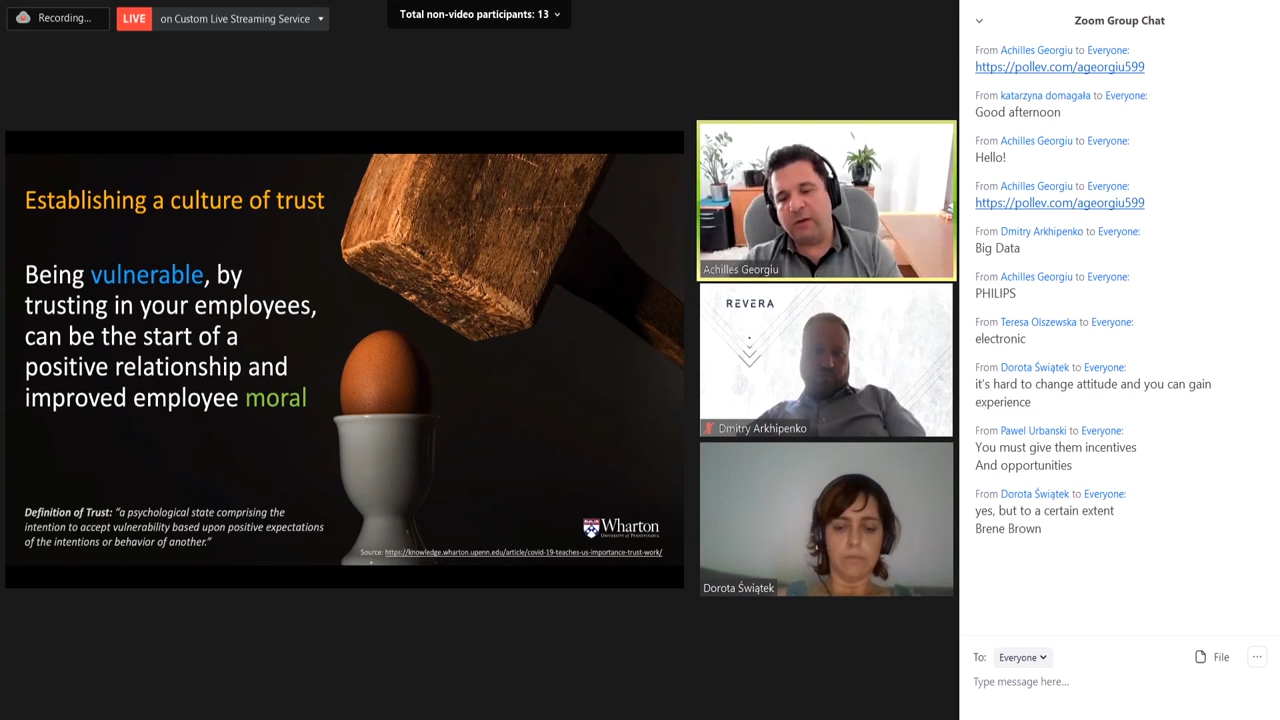 Recording...
LIVE on Custom Live Streaming Service
Total non-video participants: 13
Establishing a culture of trust
Being vulnerable, by
trusting in your employees,
can be the start of a
positive relationship and
improved employee moral
Definition of Trust: “a psychological state comprising the
intention to accept vulnerability based upon positive expectations
of the intentions or behavior of another.”
Wharton
UNIVERSITY of PENNSYLVANIA
Source: https://knowledge.wharton.upenn.edu/article/covid-19-teaches-us-importance-trust-work/
Achilles Georgiu
REVERA
Dmitry Arkhipenko
Dorota Świątek
Zoom Group Chat
From Achilles Georgiu to Everyone:
https://pollev.com/ageorgiu599
From katarzyna domagała to Everyone:
Good afternoon
From Achilles Georgiu to Everyone:
Hello!
From Achilles Georgiu to Everyone:
https://pollev.com/ageorgiu599
From Dmitry Arkhipenko to Everyone:
Big Data
From Achilles Georgiu to Everyone:
PHILIPS
From Teresa Olszewska to Everyone:
electronic
From Dorota Świątek to Everyone:
it's hard to change attitude and you can gain
experience
From Pawel Urbanski to Everyone:
You must give them incentives
And opportunities
From Dorota Świątek to Everyone:
yes, but to a certain extent
Brene Brown
To: Everyone File ...
Type message here...